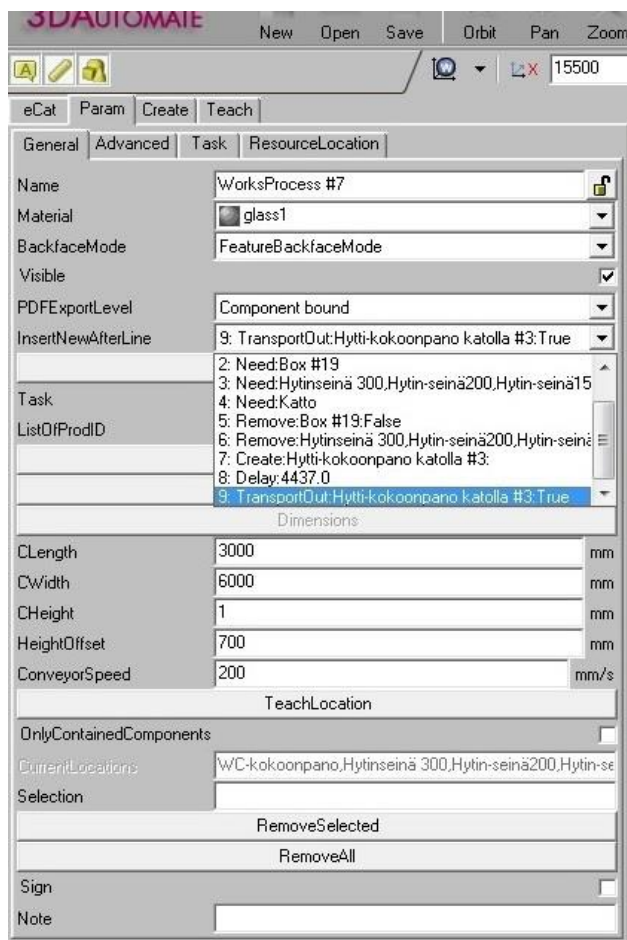 3DAUTOMATE
New Open Save Orbit Pan Zoom
A W X 15500
eCat Param Create Teach
General Advanced Task ResourceLocation
Name WorksProcess #7
Material glass1
BackfaceMode FeatureBackfaceMode
Visible
PDFExportLevel Component bound
InsertNewAfterLine 9: TransportOut:Hytti-kokoonpano katolla #3:True
2: Need:Box #19
3: Need:Hytinseinä 300,Hytin-seinä200,Hytin-seinä15
Task
4: Need:Katto
5: Remove:Box #19:False
ListOfProdID
6: Remove:Hytinseinä 300,Hytin-seinä200,Hytin-seinä
7: Create:Hytti-kokoonpano katolla #3:
8: Delay:4437.0
9: TransportOut:Hytti-kokoonpano katolla #3:True
Dimensions
CLength 3000 mm
CWidth 6000 mm
CHeight 1 mm
HeightOffset 700 mm
ConveyorSpeed 200 mm/s
TeachLocation
OnlyContainedComponents
CurrentLocations WC-kokoonpano,Hytinseinä 300,Hytin-seinä200,Hytin-se
Selection
RemoveSelected
RemoveAll
Sign
Note